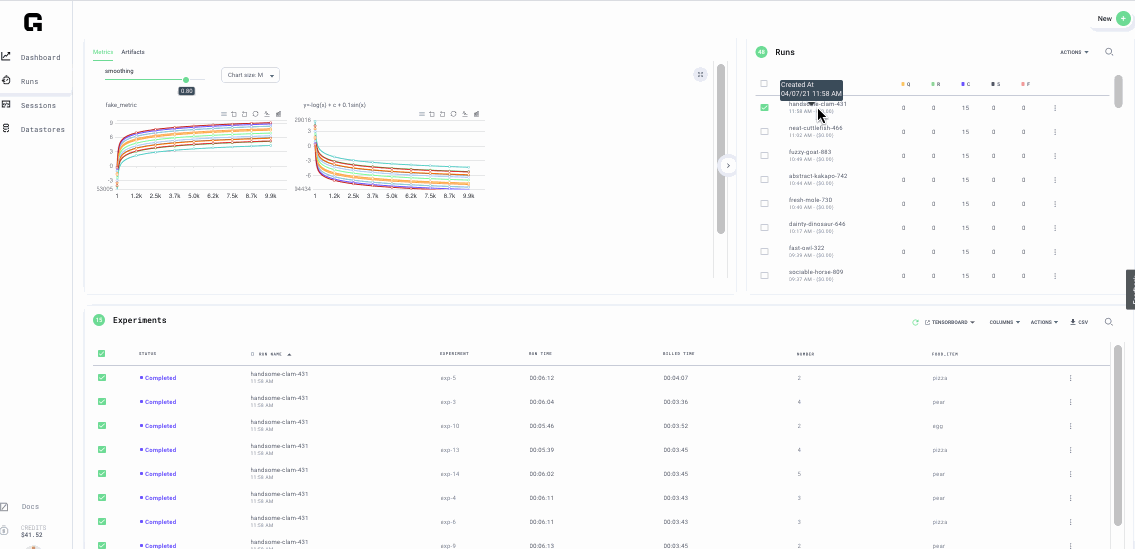 New +
Dashboard
Runs
Sessions
Datastores
Docs
CREDITS
$41.52
Metrics Artifacts
smoothing
0.80
Chart size: M
fake_metric
9
6
3
0
-3
53005
1 1.2k 2.5k 3.7k 5.0k 6.2k 7.5k 8.7k 9.9k
y=-log(x) + c + 0.1sin(x)
29016
3
0
-3
-6
34434
1 1.2k 2.5k 3.7k 5.0k 6.2k 7.5k 8.7k 9.9k
48 Runs ACTIONS
Created At
04/07/21 11:58 AM
Q R C S F
handsome-clam-431 0 0 15 0 0
11:58 AM - ($0.00)
neat-cuttlefish-466 0 0 15 0 0
11:02 AM - ($0.00)
fuzzy-goat-883 0 0 15 0 0
10:49 AM - ($0.00)
abstract-kakapo-742 0 0 15 0 0
10:44 AM - ($0.00)
fresh-mole-730 0 0 15 0 0
10:40 AM - ($0.00)
dainty-dinosaur-646 0 0 15 0 0
10:17 AM - ($0.00)
fast-owl-322 0 0 15 0 0
09:39 AM - ($0.00)
sociable-horse-809 0 0 15 0 0
09:37 AM - ($0.00)
15 Experiments TENSORBOARD COLUMNS ACTIONS CSV
STATUS RUN NAME EXPERIMENT RUN TIME BILLED TIME NUMBER FOOD_ITEM
Completed handsome-clam-431 exp-5 00:06:12 00:04:07 2 pizza
11:58 AM
Completed handsome-clam-431 exp-3 00:06:04 00:03:36 4 pear
11:58 AM
Completed handsome-clam-431 exp-10 00:05:46 00:03:52 2 egg
11:58 AM
Completed handsome-clam-431 exp-13 00:05:39 00:03:45 4 pizza
11:58 AM
Completed handsome-clam-431 exp-14 00:06:02 00:03:45 5 pear
11:58 AM
Completed handsome-clam-431 exp-4 00:06:11 00:03:43 3 pear
11:58 AM
Completed handsome-clam-431 exp-6 00:06:11 00:03:43 3 pizza
11:58 AM
Completed handsome-clam-431 exp-9 00:06:13 00:03:45 2 pear